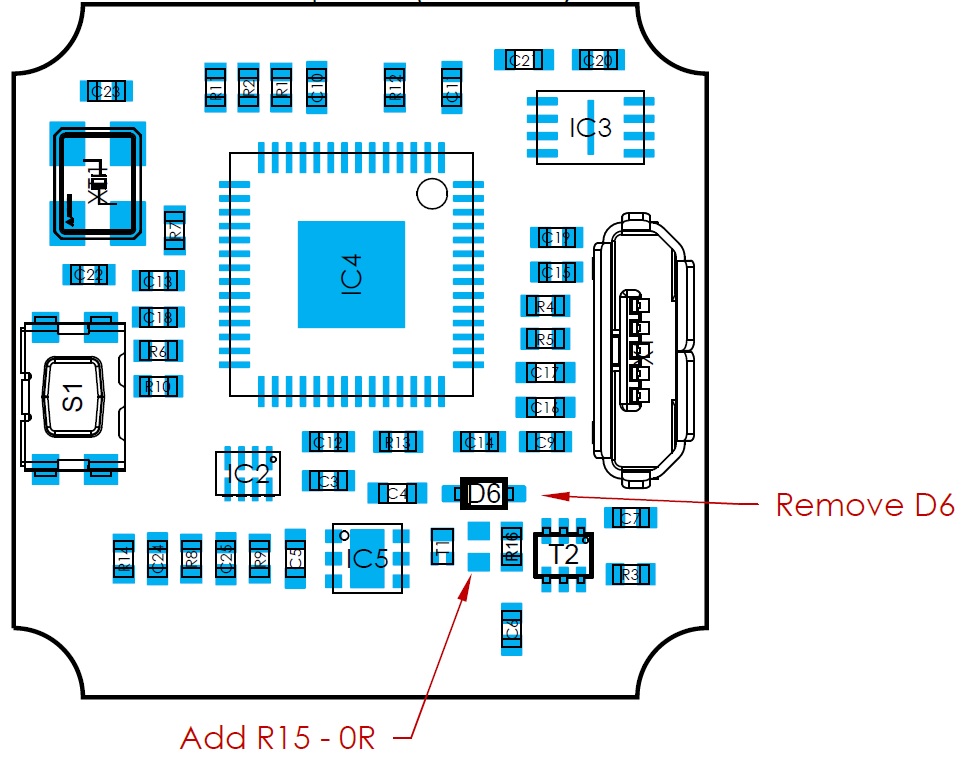 C21 C20
C23 R11 R2 R1 C10 R12 C1
IC3
XT1
R7 C19
IC4
C22 C13 C15
C18 R4
R6 R5
R10 C17
S1 C16
C12 R13 C14 C9
IC2 C3 C4 D6
Remove D6
C7
R14 C24 R8 C25 R9 C5 IC5 T1 R16 T2 R3
C6
Add R15 - 0R